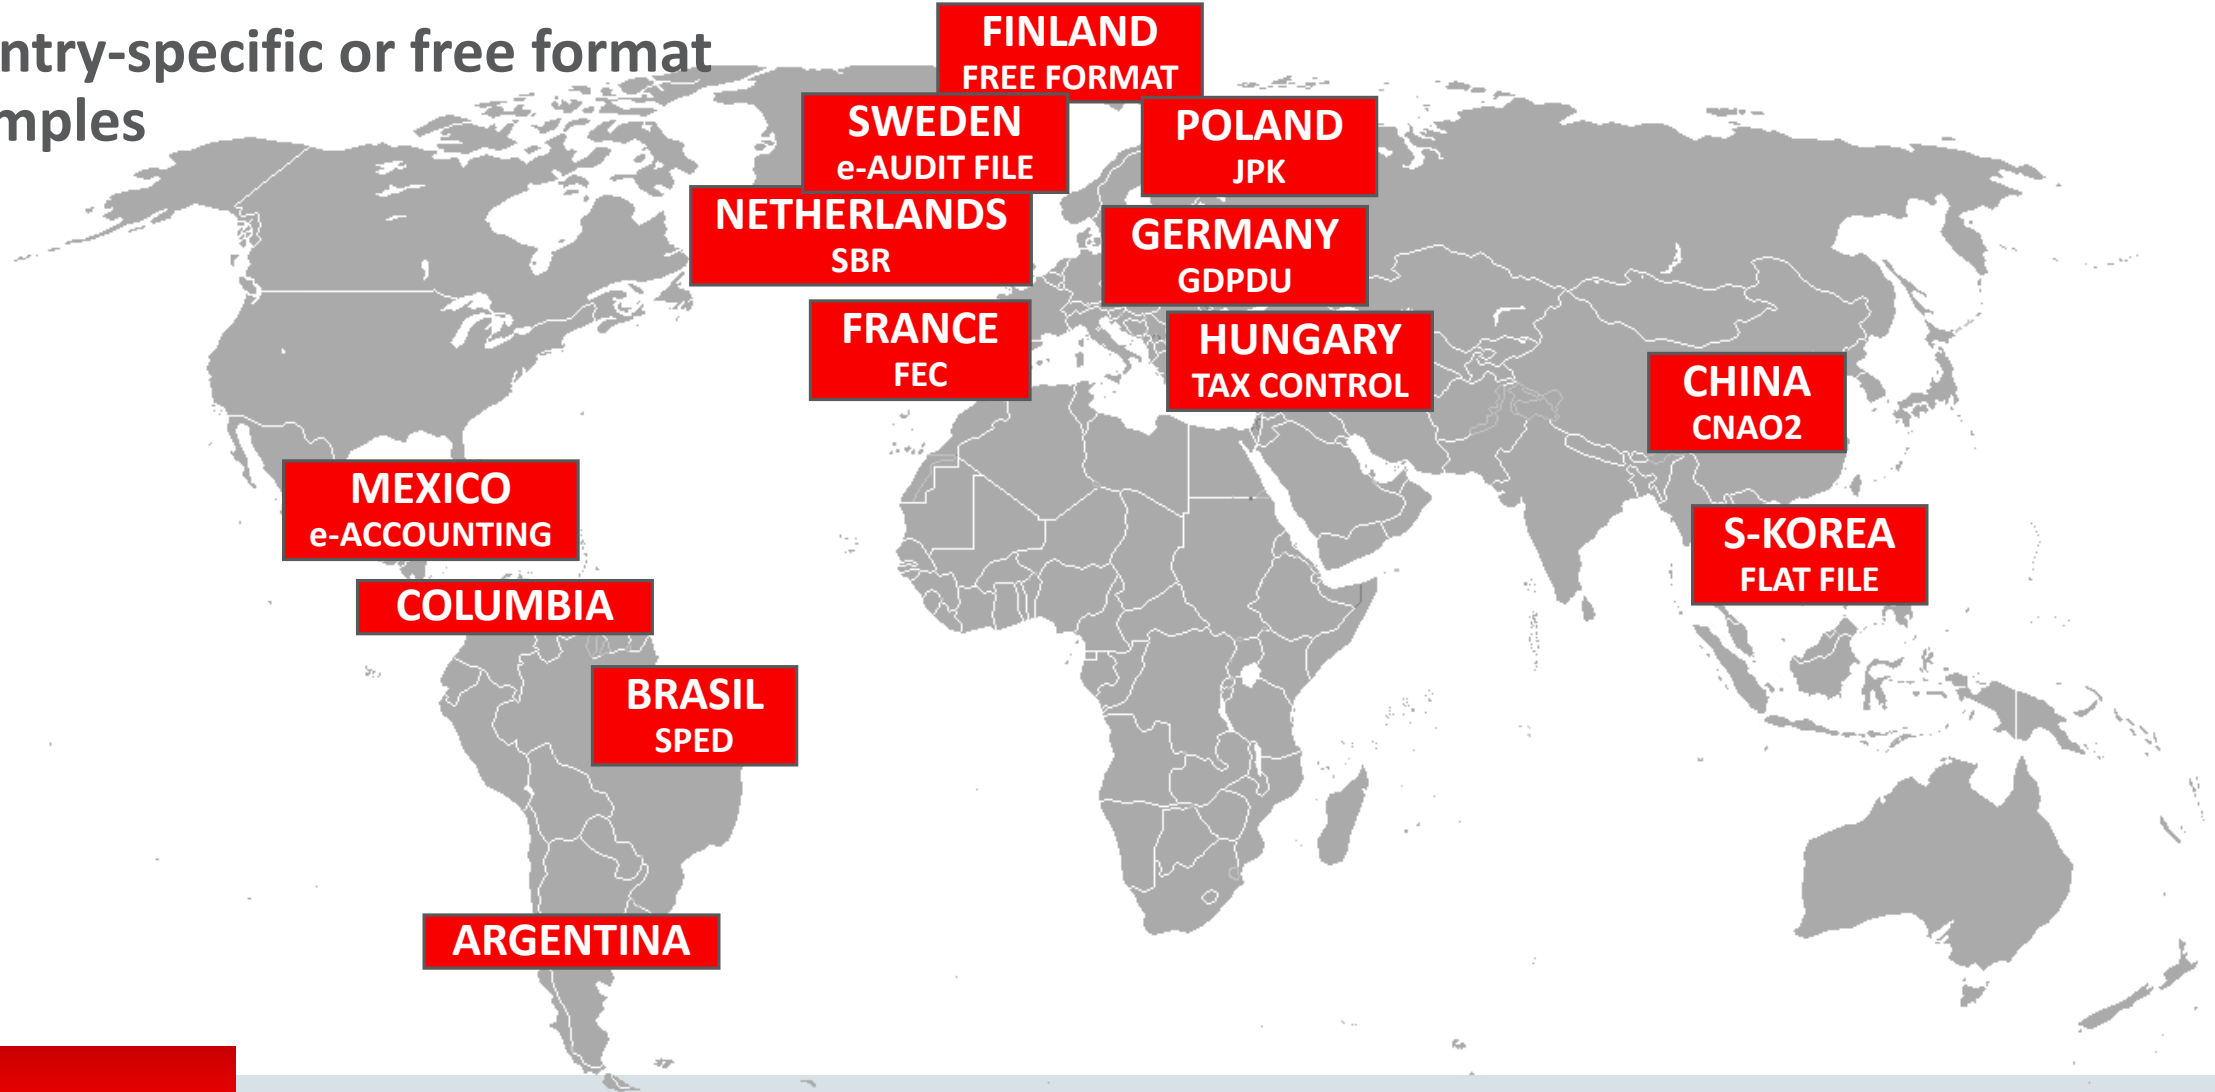 ntry-specific or free format
mples
FINLAND
FREE FORMAT
SWEDEN
e-AUDIT FILE
POLAND
JPK
NETHERLANDS
SBR
GERMANY
GDPDU
FRANCE
FEC
HUNGARY
TAX CONTROL
CHINA
CNAO2
MEXICO
e-ACCOUNTING
S-KOREA
FLAT FILE
COLUMBIA
BRASIL
SPED
ARGENTINA